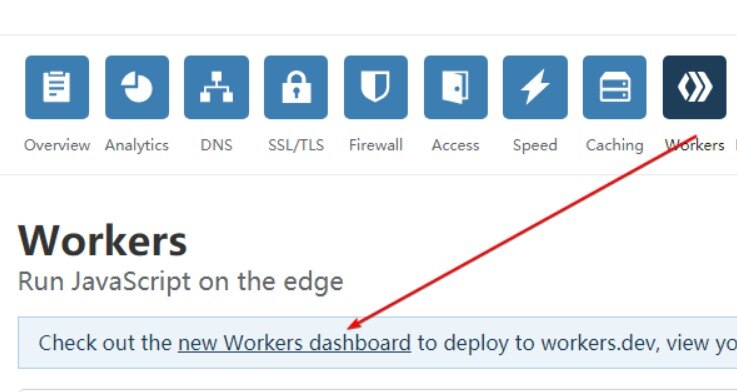 Overview Analytics DNS SSL/TLS Firewall Access Speed Caching Workers
Workers
Run JavaScript on the edge
Check out the new Workers dashboard to deploy to workers.dev, view yo